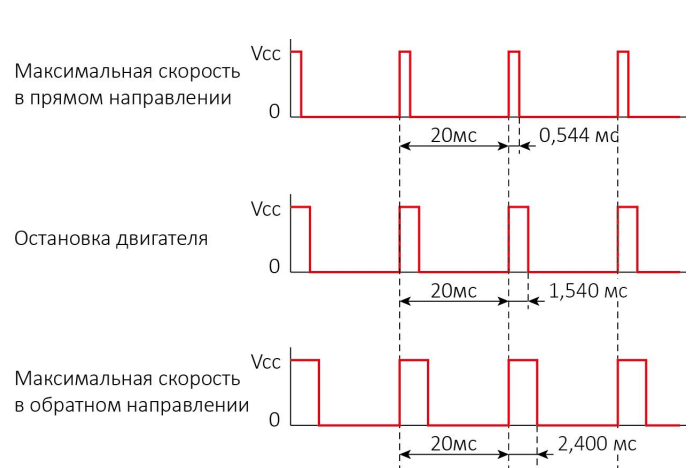 Vcc
Максимальная скорость
в прямом направлении
0
20мс
0,544 мс
Vcc
Остановка двигателя
0
20мс
1,540 мс
Vcc
Максимальная скорость
в обратном направлении
0
20мс
2,400 мс